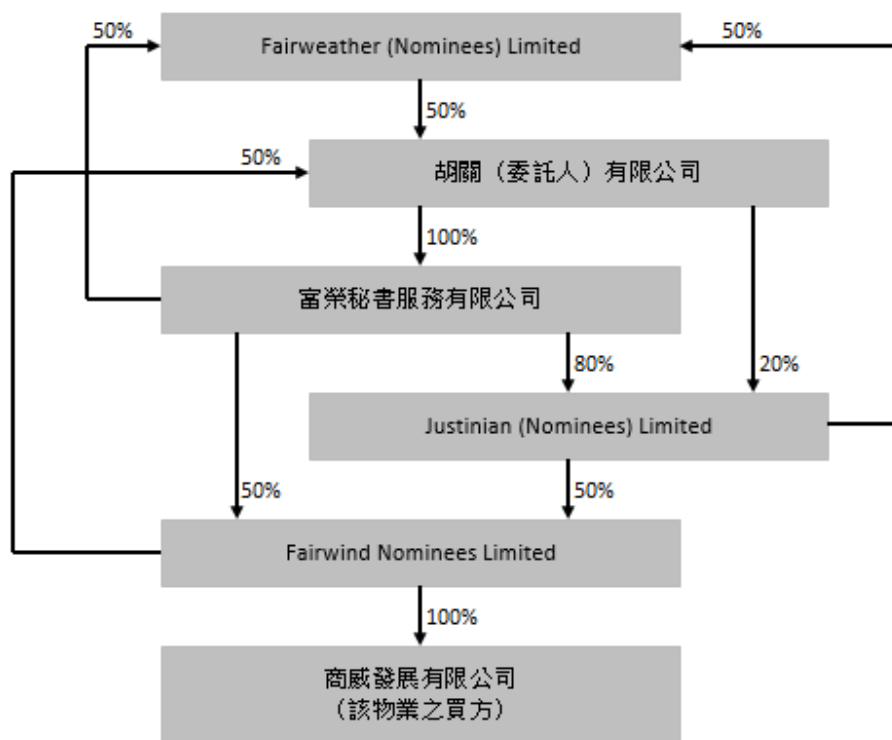 50%
Fairweather (Nominees) Limited
50%
50%
50%
胡關（委託人）有限公司
100%
富榮秘書服務有限公司
80%
20%
Justinian (Nominees) Limited
50%
50%
Fairwind Nominees Limited
100%
商威發展有限公司
（該物業之買方）